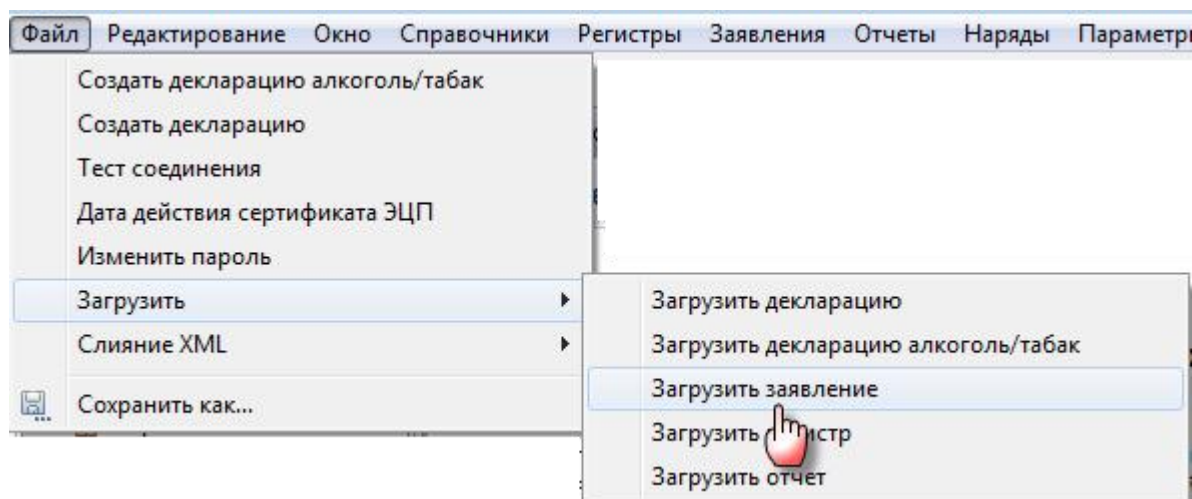 Файл Редактирование Окно Справочники Регистры Заявления Отчеты Наряды
Создать декларацию алкоголь/табак
Создать декларацию
Тест соединения
Дата действия сертификата ЭЦП
Изменить пароль
Загрузить
Слияние XML
Сохранить как...
Загрузить декларацию
Загрузить декларацию алкоголь/табак
Загрузить заявление
Загрузить
Загрузить отчет